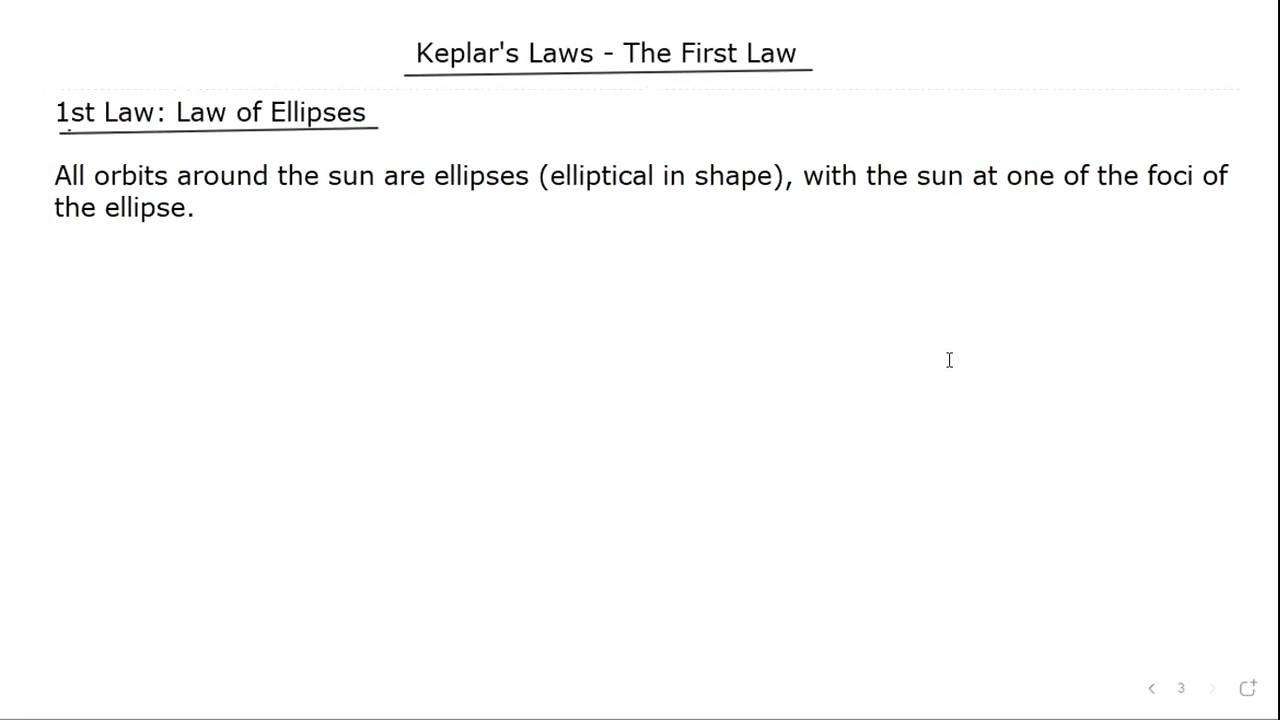 Keplar's Laws - The First Law
1st Law: Law of Ellipses
All orbits around the sun are ellipses (elliptical in shape), with the sun at one of the foci of
the ellipse.
3